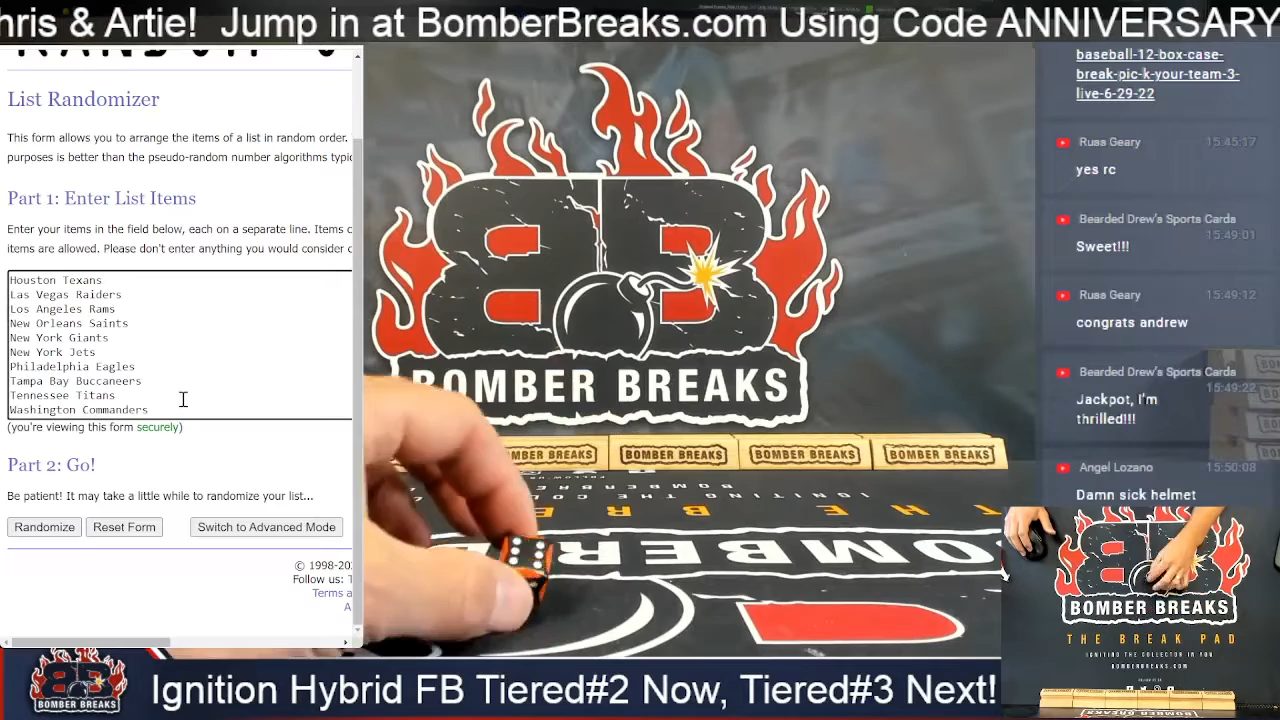 hris & Artie!  Jump in at BomberBreaks.com Using Code ANNIVERSARY
List Randomizer
This form allows you to arrange the items of a list in random order.
purposes is better than the pseudo-random number algorithms typic
Part 1: Enter List Items
Enter your items in the field below, each on a separate line. Items c
items are allowed. Please don't enter anything you would consider c
Houston Texans
Las Vegas Raiders
Los Angeles Rams
New Orleans Saints
New York Giants
New York Jets
Philadelphia Eagles
Tampa Bay Buccaneers
Tennessee Titans
Washington Commanders
(you're viewing this form securely)
Part 2: Go!
Be patient! It may take a little while to randomize your list...
Randomize
Reset Form
Switch to Advanced Mode
© 1998-20
Follow us: T
Terms a
A
BB
BOMBER BREAKS
BOMBER BREAKS
BOMBER BREAKS
BOMBER BREAKS
BOMBER BREAKS
baseball-12-box-case-
break-pic-k-your-team-3-
live-6-29-22
Russ Geary 15:45:17
yes rc
Bearded Drew's Sports Cards
15:49:01
Sweet!!!
Russ Geary 15:49:12
congrats andrew
Bearded Drew's Sports Cards
15:49:22
Jackpot, I'm
thrilled!!!
Angel Lozano 15:50:08
Damn sick helmet
BOMBER BREAKS
THE BREAK PAD
IGNITING THE COLLECTOR IN YOU
BOMBERBREAKS.COM
BOMBER BREAKS
Ignition Hybrid FB Tiered#2 Now, Tiered#3 Next!